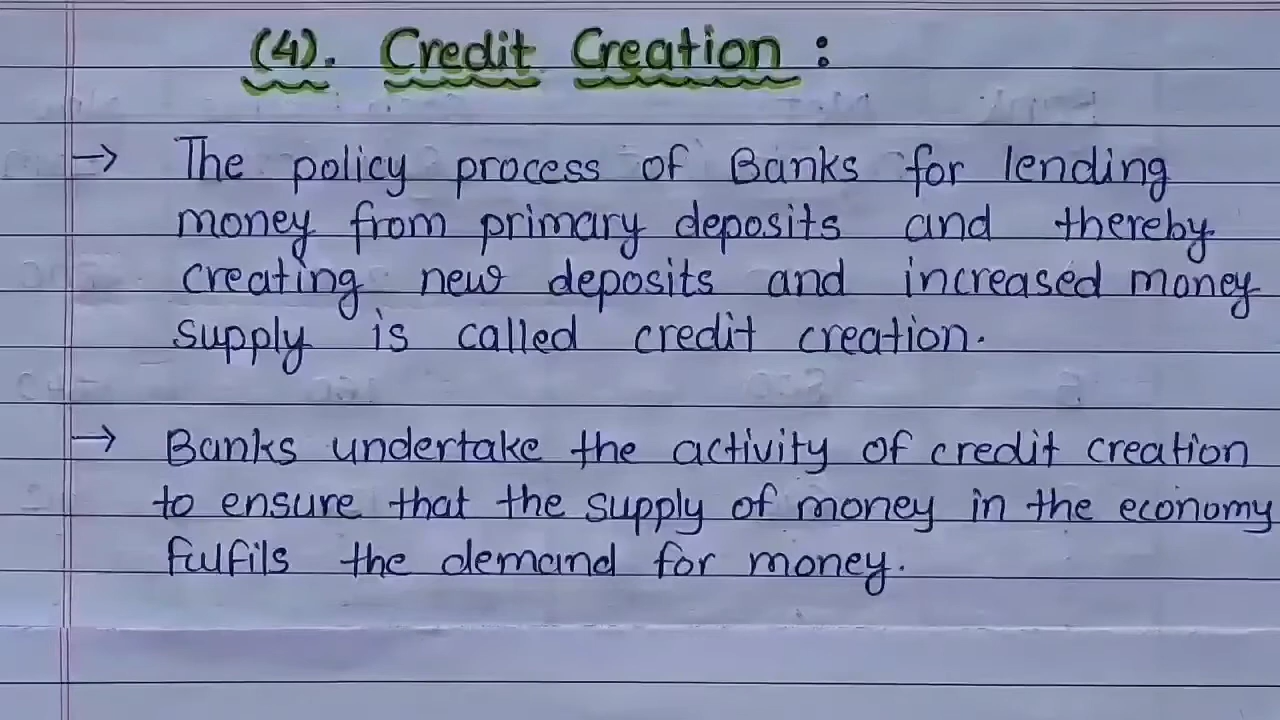 (4). Credit Creation :
→ The policy process of Banks for lending
money from primary deposits and thereby
creating new deposits and increased money
supply is called credit creation.
→ Banks undertake the activity of credit creation
to ensure that the supply of money in the economy
fulfils the demand for money.